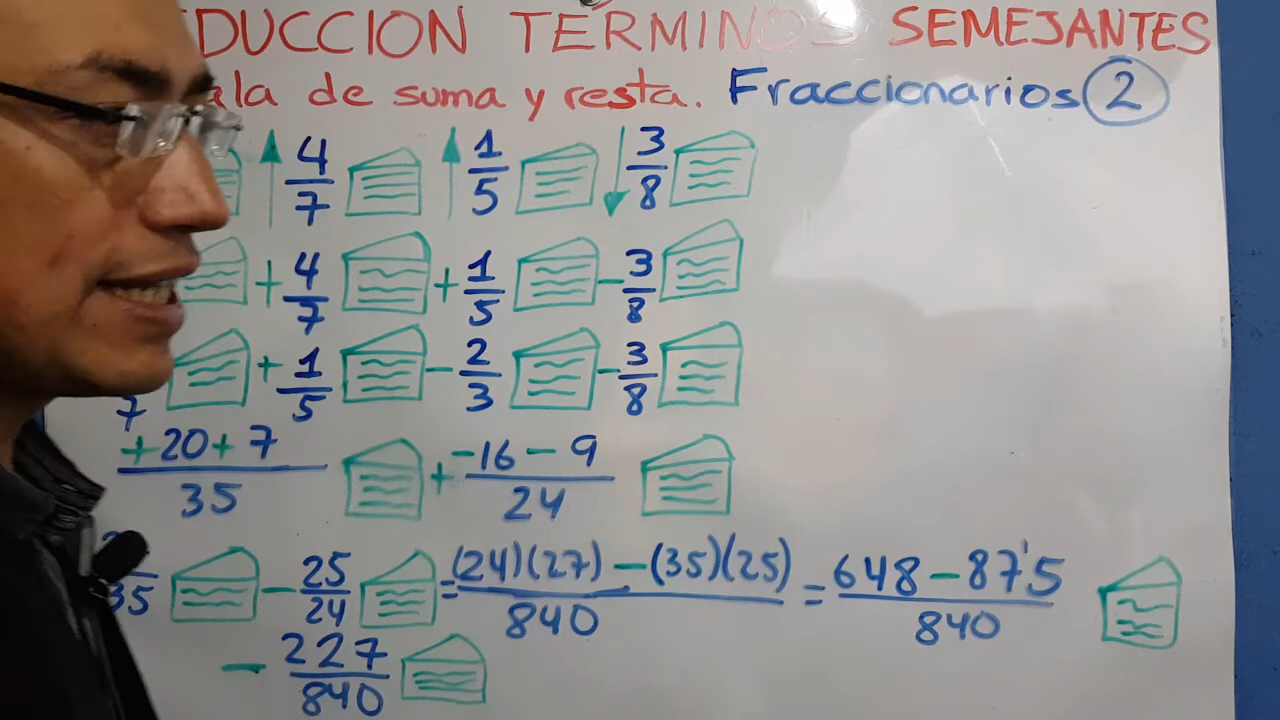 DUCCION TÉRMINOS SEMEJANTES
ala de suma y resta. Fraccionarios 2
4/7 1/5 3/8
+ 4/7 + 1/5 - 3/8
7 + 1/5 - 2/3 - 3/8
+20+7/35 + -16-9/24
35 - 25/24 = (24)(27)-(35)(25)/840 = 648-875/840
- 227/840